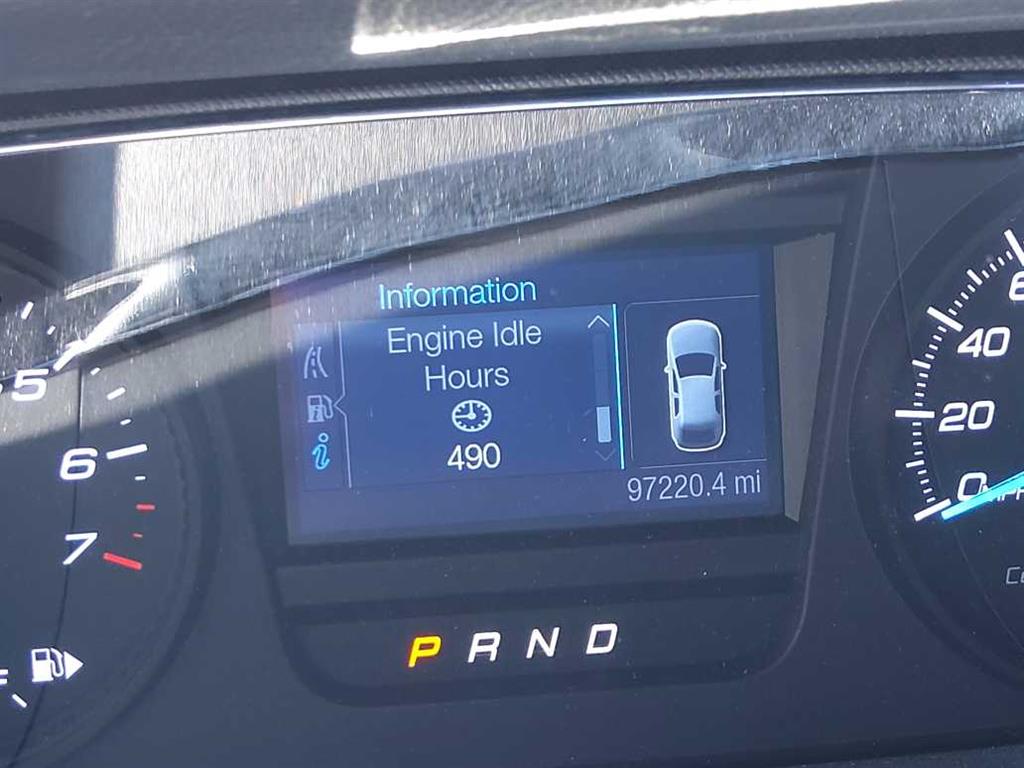 Information
Engine Idle
Hours
490
97220.4 mi
5
6
7
P R N D
40
20
0